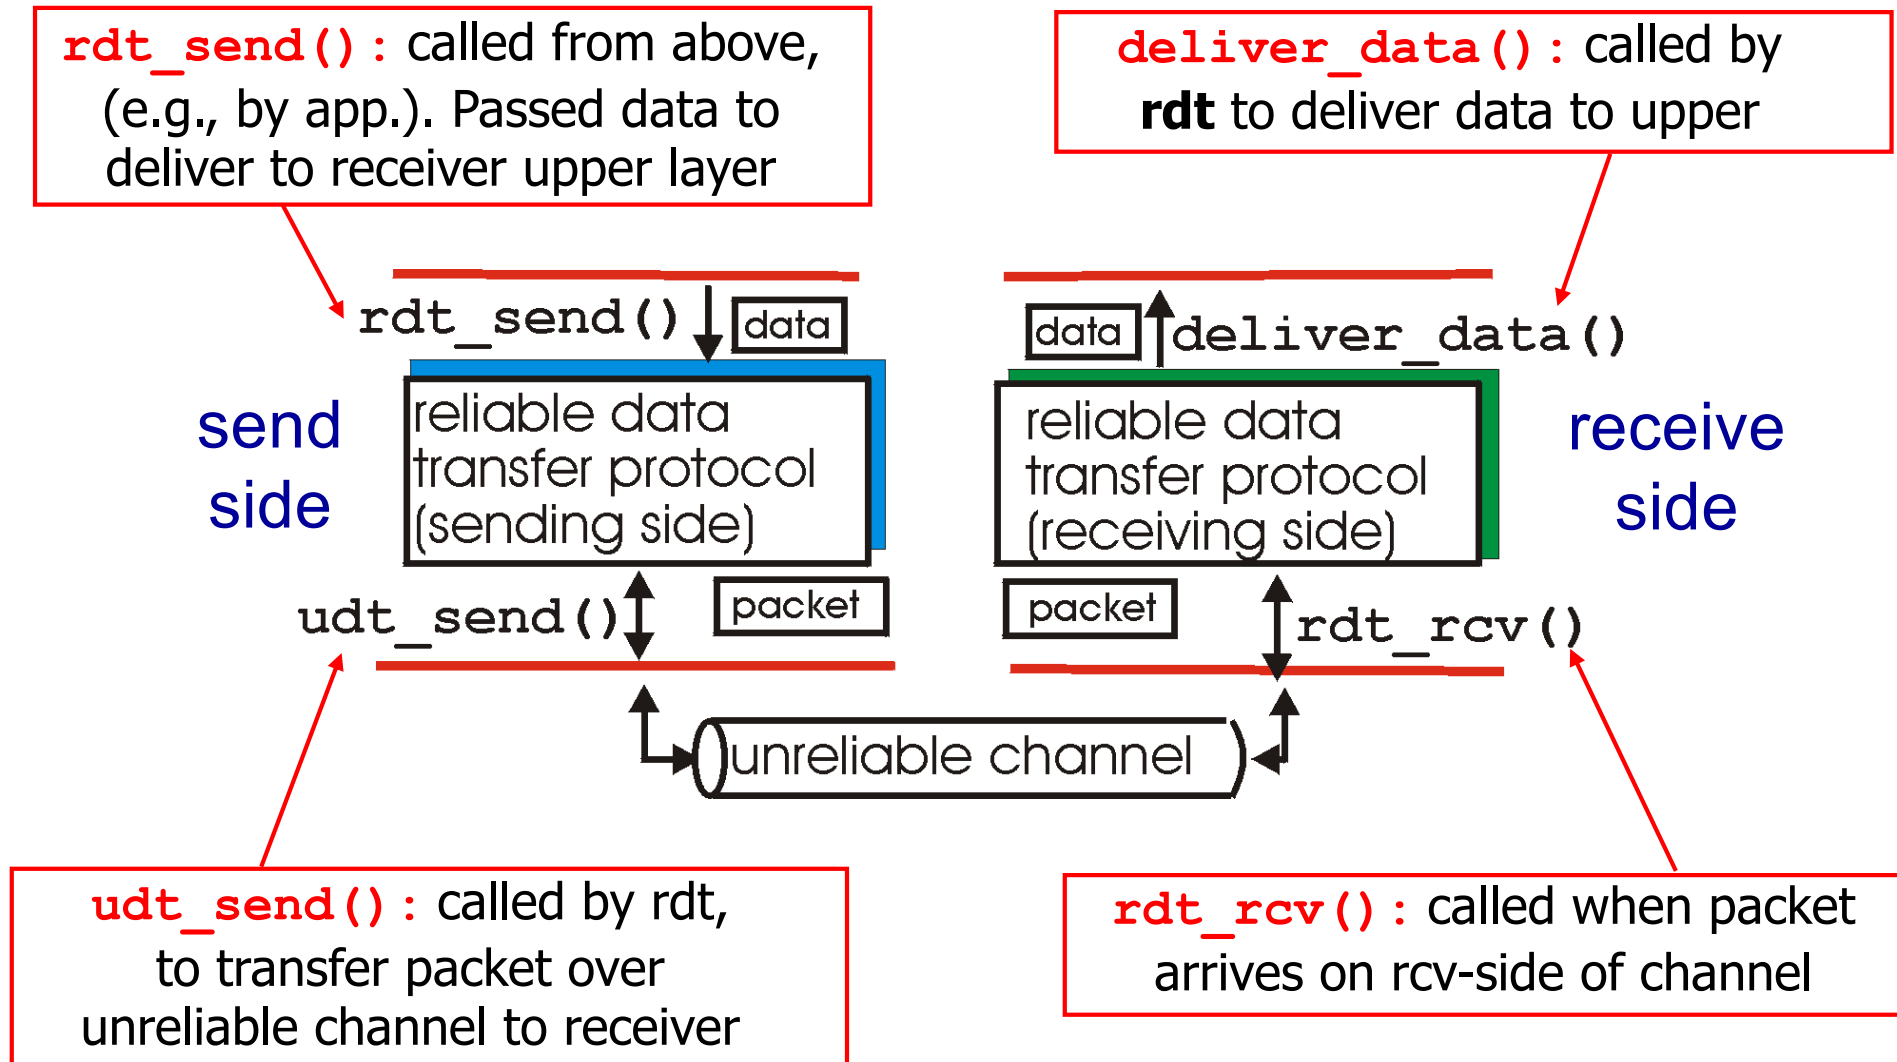 rdt_send(): called from above,
(e.g., by app.). Passed data to
deliver to receiver upper layer
deliver_data(): called by
rdt to deliver data to upper
rdt_send()
data
data
deliver_data()
send
side
reliable data
transfer protocol
(sending side)
reliable data
transfer protocol
(receiving side)
receive
side
udt_send()
packet
packet
rdt_rcv()
unreliable channel
udt_send(): called by rdt,
to transfer packet over
unreliable channel to receiver
rdt_rcv(): called when packet
arrives on rcv-side of channel